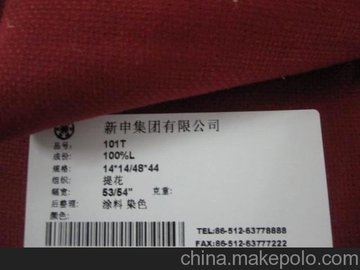 新申集团有限公司
品号: 101T
成份: 100%L
规格: 14*14/48*44
组织: 提花
幅宽: 53/54" 克重:
后整理: 涂料 染色
颜色:
TEL:86-512-63778888
FAX:86-512-63777222
china.makepolo.com